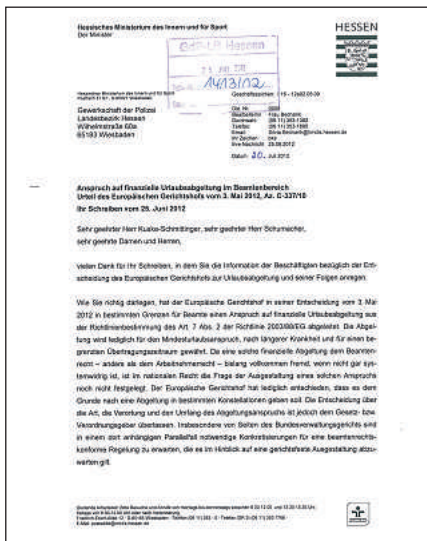 Hessisches Ministerium des Innern und für Sport
Der Minister
HESSEN
GdP-LB Hessen
1413/12
Gewerkschaft der Polizei
Landesbezirk Hessen
Wilhelmstraße 60a
65183 Wiesbaden
Datum 20. Juli 2012
Anspruch auf finanzielle Urlaubsabgeltung im Beamtenbereich
Urteil des Europäischen Gerichtshofs vom 3. Mai 2012, Az. C-337/10
Ihr Schreiben vom 25. Juni 2012
Sehr geehrter Herr sehr geehrter Herr Schumacher,
sehr geehrte Damen und Herren,
vielen Dank für Ihr Schreiben, in dem Sie die Information der Beschäftigten bezüglich der Ent-
scheidung des Europäischen Gerichtshofs zur Urlaubsabgeltung und seiner Folgen anregen.
Wie Sie richtig darlegen, hat der Europäische Gerichtshof in seiner Entscheidung vom 3. Mai
2012 in bestimmten Grenzen für Beamte einen Anspruch auf finanzielle Urlaubsabgeltung aus
der Richtlinienbestimmung des Art. 7 Abs. 2 der Richtlinie 2003/88/EG abgeleitet. Die Abgel-
tung wird lediglich für den Mindesturlaubsanspruch, nach längerer Krankheit und für einen be-
grenzten Übertragungszeitraum gewährt. Da eine solche finanzielle Abgeltung dem Beamten-
recht – anders als dem Arbeitnehmerrecht – bislang vollkommen fremd, wenn nicht gar sys-
temwidrig ist, ist im nationalen Recht die Frage der Ausgestaltung eines solchen Anspruchs
noch nicht festgelegt. Der Europäische Gerichtshof hat lediglich entschieden, dass es dem
Grunde nach eine Abgeltung in bestimmten Konstellationen geben soll. Die Entscheidung über
die Art, die Verortung und den Umfang des Abgeltungsanspruchs ist jedoch dem Gesetz- bzw.
Verordnungsgeber überlassen. Insbesondere von Seiten des Bundesverwaltungsgerichts sind
in einem dort anhängigen Parallelfall notwendige Konkretisierungen für eine beamtenrechts-
konforme Regelung zu erwarten, die es im Hinblick auf eine gerichtsfeste Ausgestaltung abzu-
warten gilt.